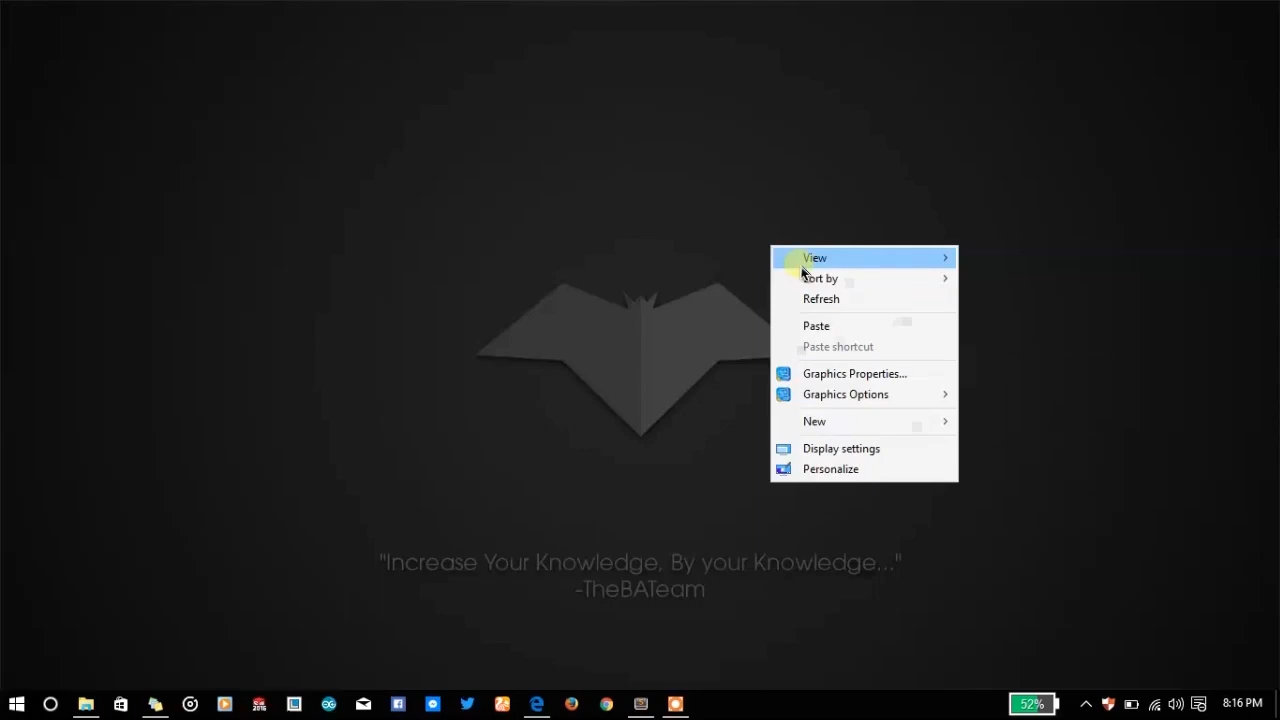 View
Sort by
Refresh
Paste
Paste shortcut
Graphics Properties...
Graphics Options
New
Display settings
Personalize
"Increase Your Knowledge, By your Knowledge..."
-TheBATeam
52%
8:16 PM